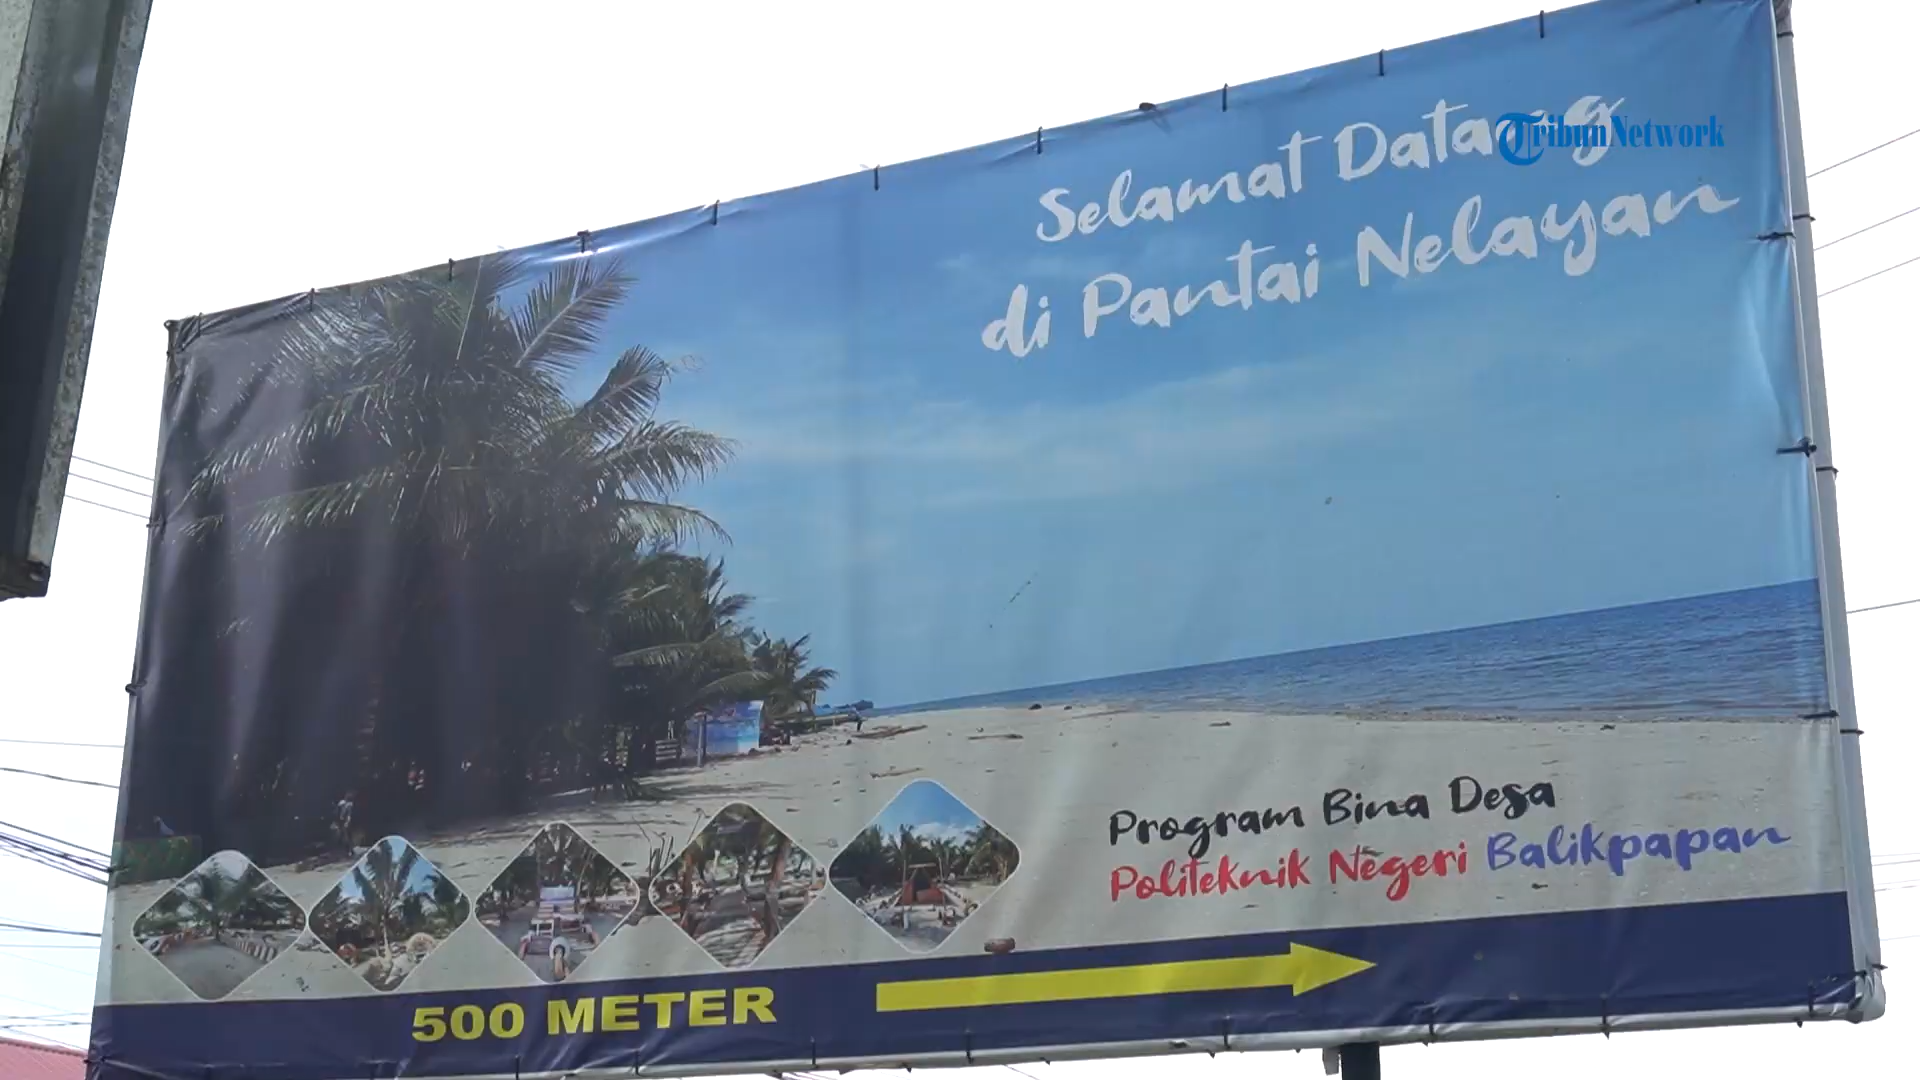 Selamat Datang
TribunNetwork
di Pantai Nelayan
Program Bina Desa
Politeknik Negeri Balikpapan
500 METER